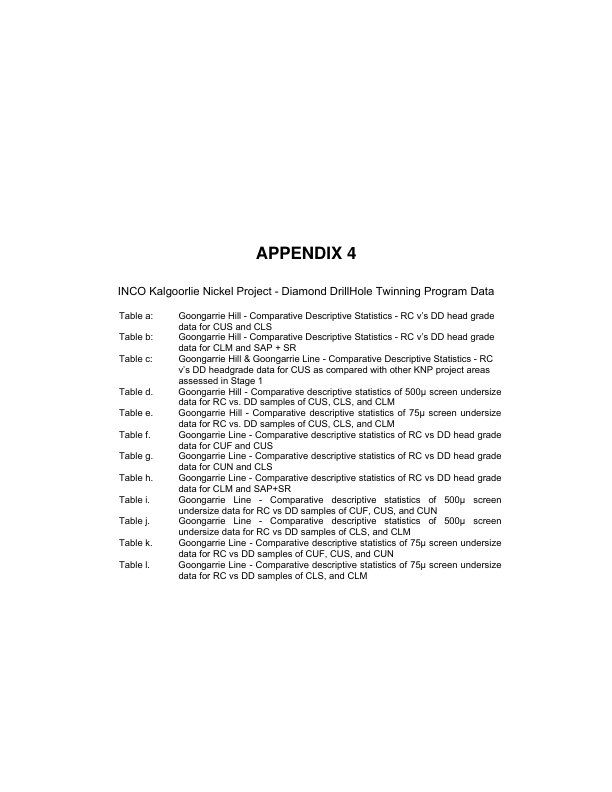 APPENDIX 4
INCO Kalgoorlie Nickel Project - Diamond DrillHole Twinning Program Data
Table a: Goongarrie Hill - Comparative Descriptive Statistics - RC v's DD head grade
data for CUS and CLS
Table b: Goongarrie Hill - Comparative Descriptive Statistics - RC v's DD head grade
data for CLM and SAP + SR
Table c: Goongarrie Hill & Goongarrie Line - Comparative Descriptive Statistics - RC
v's DD headgrade data for CUS as compared with other KNP project areas
assessed in Stage 1
Table d. Goongarrie Hill - Comparative descriptive statistics of 500µ screen undersize
data for RC vs. DD samples of CUS, CLS, and CLM
Table e. Goongarrie Hill - Comparative descriptive statistics of 75µ screen undersize
data for RC vs. DD samples of CUS, CLS, and CLM
Table f. Goongarrie Line - Comparative descriptive statistics of RC vs DD head grade
data for CUF and CUS
Table g. Goongarrie Line - Comparative descriptive statistics of RC vs DD head grade
data for CUN and CLS
Table h. Goongarrie Line - Comparative descriptive statistics of RC vs DD head grade
data for CLM and SAP+SR
Table i. Goongarrie Line - Comparative descriptive statistics of 500µ screen
undersize data for RC vs DD samples of CUF, CUS, and CUN
Table j. Goongarrie Line - Comparative descriptive statistics of 500µ screen
undersize data for RC vs DD samples of CLS, and CLM
Table k. Goongarrie Line - Comparative descriptive statistics of 75µ screen undersize
data for RC vs DD samples of CUF, CUS, and CUN
Table l. Goongarrie Line - Comparative descriptive statistics of 75µ screen undersize
data for RC vs DD samples of CLS, and CLM